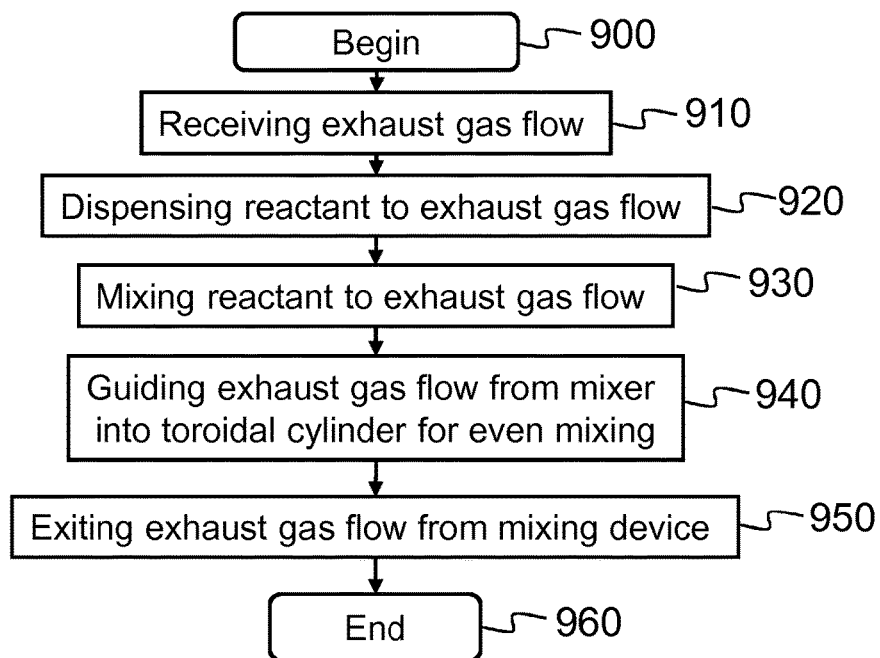 Begin
900
Receiving exhaust gas flow
910
Dispensing reactant to exhaust gas flow
920
Mixing reactant to exhaust gas flow
930
Guiding exhaust gas flow from mixer
into toroidal cylinder for even mixing
940
Exiting exhaust gas flow from mixing device
950
End
960